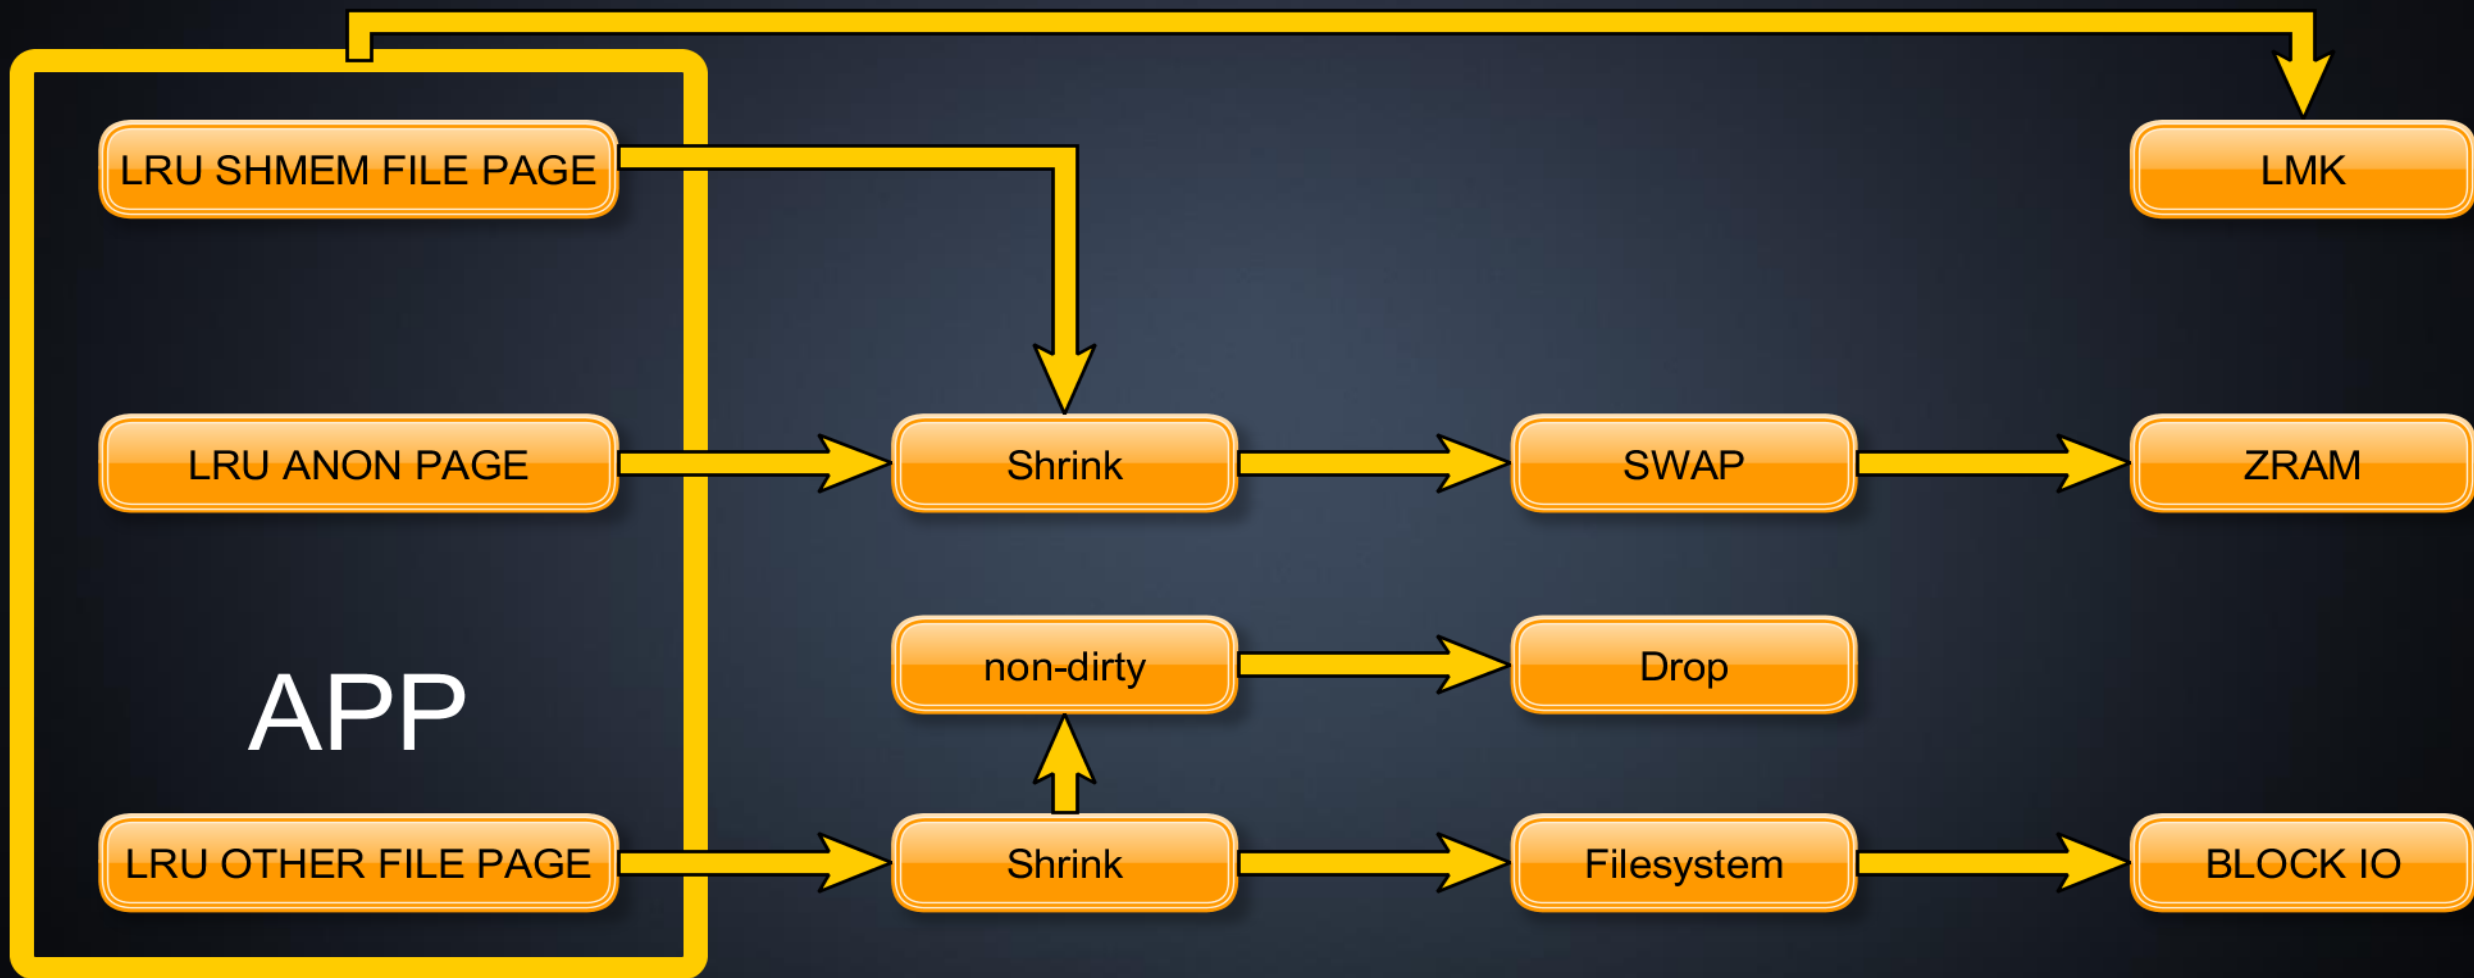 LRU SHMEM FILE PAGE
LMK
LRU ANON PAGE
Shrink
SWAP
ZRAM
non-dirty
Drop
APP
LRU OTHER FILE PAGE
Shrink
Filesystem
BLOCK IO